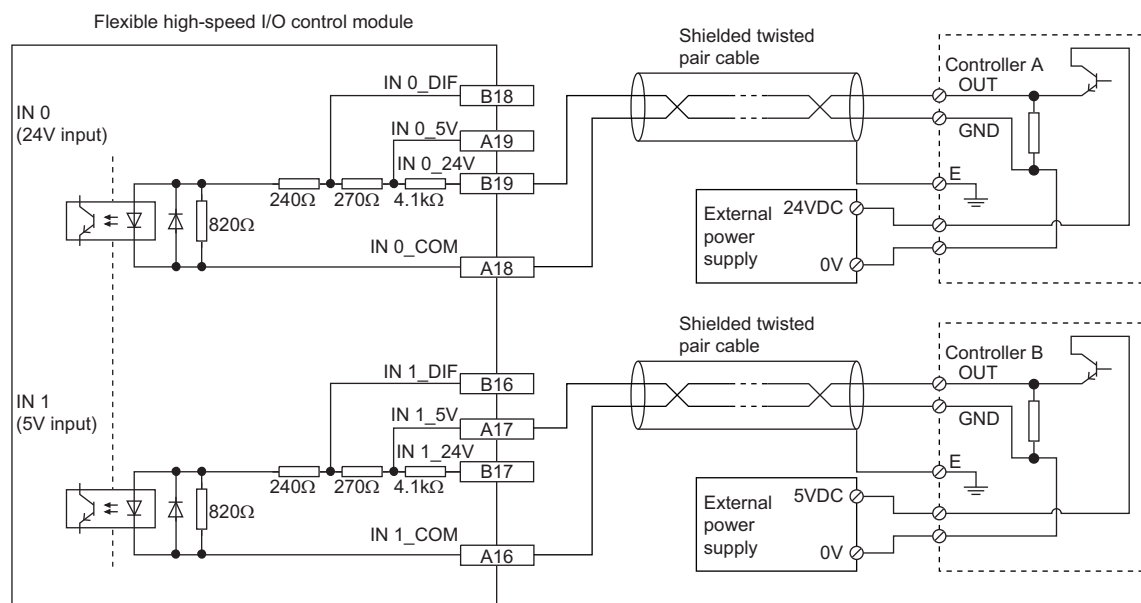 Flexible high-speed I/O control module
Shielded twisted
pair cable
Controller A
OUT
GND
E
IN 0_DIF
B18
IN 0
(24V input)
IN 0_5V
A19
IN 0_24V
B19
240Ω
270Ω
4.1kΩ
820Ω
IN 0_COM
A18
External
power
supply
24VDC
0V
Shielded twisted
pair cable
Controller B
OUT
GND
E
IN 1_DIF
B16
IN 1
(5V input)
IN 1_5V
A17
IN 1_24V
B17
240Ω
270Ω
4.1kΩ
820Ω
IN 1_COM
A16
External
power
supply
5VDC
0V